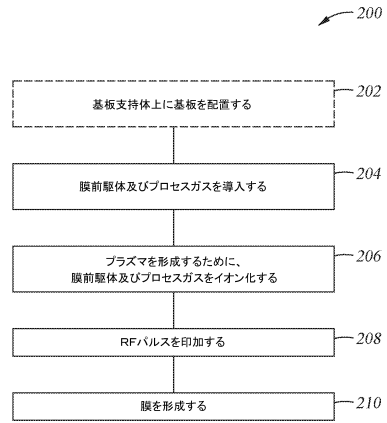 200
基板支持体上に基板を配置する
202
膜前駆体及びプロセスガスを導入する
204
プラズマを形成するために、
膜前駆体及びプロセスガスをイオン化する
206
RFパルスを印加する
208
膜を形成する
210